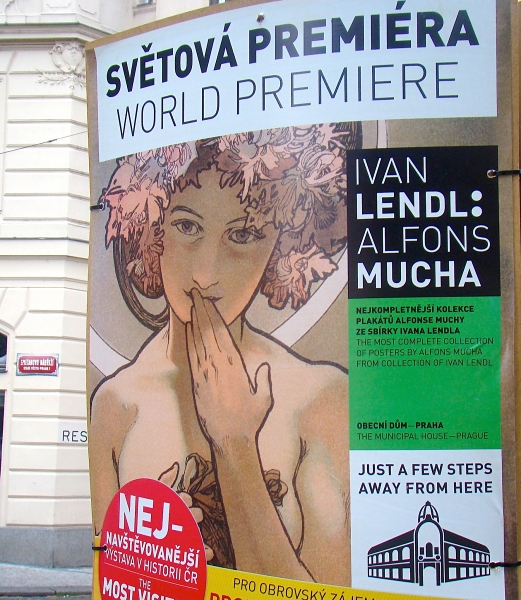 SVĚTOVÁ PREMIÉRA
WORLD PREMIERE
IVAN
LENDL:
ALFONS
MUCHA
NEJKOMPLETNĚJŠÍ KOLEKCE
PLAKÁTŮ ALFONSE MUCHY
ZE SBÍRKY IVANA LENDLA
THE MOST COMPLETE COLLECTION
OF POSTERS BY ALFONS MUCHA
FROM COLLECTION OF IVAN LENDL
OBECNÍ DŮM—PRAHA
THE MUNICIPAL HOUSE—PRAGUE
JUST A FEW STEPS
AWAY FROM HERE
RES
NEJ-
NAVŠTĚVOVANĚJŠÍ
VÝSTAVA V HISTORII ČR
THE
MOST
PRO OBROVSKÝ